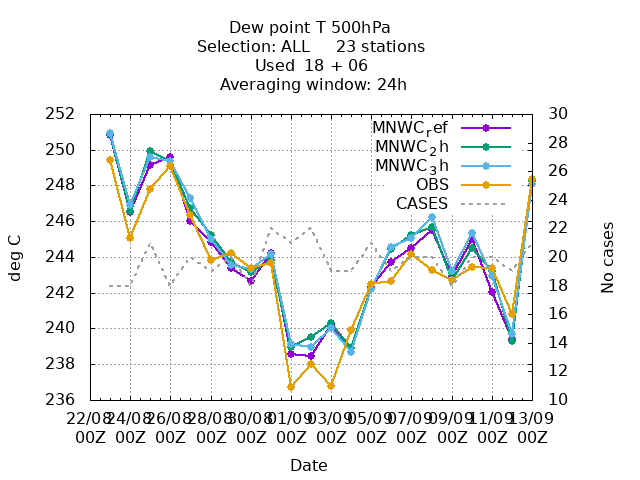 Dew point T 500hPa
Selection: ALL 23 stations
Used 18 + 06
Averaging window: 24h
252
250
248
246
244
242
240
238
236
30
28
26
24
22
20
18
16
14
12
10
MNWCref
MNWC2h
MNWC3h
OBS
CASES
deg C
No cases
22/08 24/08 26/08 28/08 30/08 01/09 03/09 05/09 07/09 09/09 11/09 13/09
00Z 00Z 00Z 00Z 00Z 00Z 00Z 00Z 00Z 00Z 00Z 00Z
Date